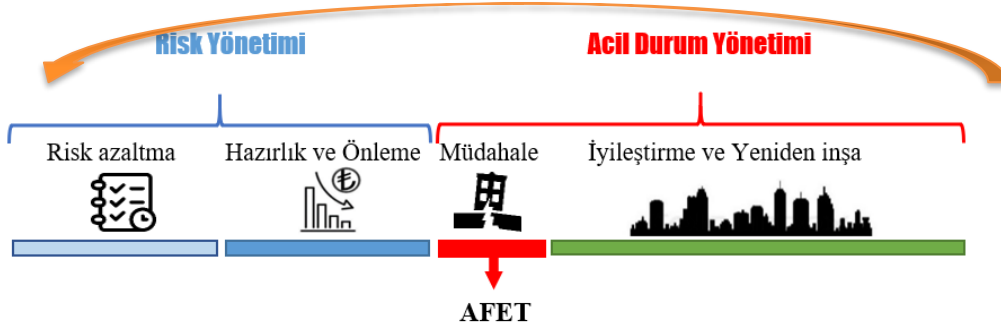 Risk Yönetimi
Acil Durum Yönetimi
Risk azaltma
Hazırlık ve Önleme
Müdahale
İyileştirme ve Yeniden inşa
₺
AFET